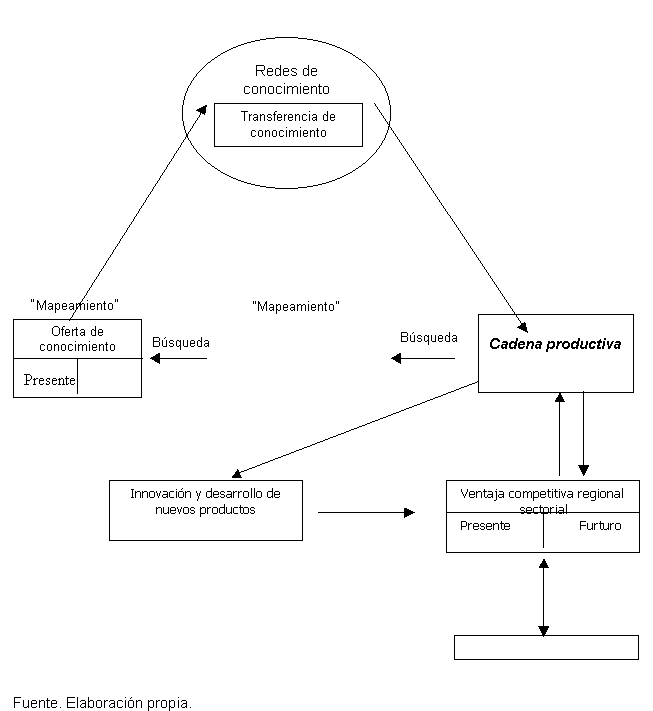 Redes de
conocimiento
Transferencia de
conocimiento
"Mapeamiento"
"Mapeamiento"
Oferta de
conocimiento
Presente
Búsqueda
Búsqueda
Cadena productiva
Innovación y desarrollo de
nuevos productos
Ventaja competitiva regional
sectorial
Presente
Furturo
Fuente. Elaboración propia.